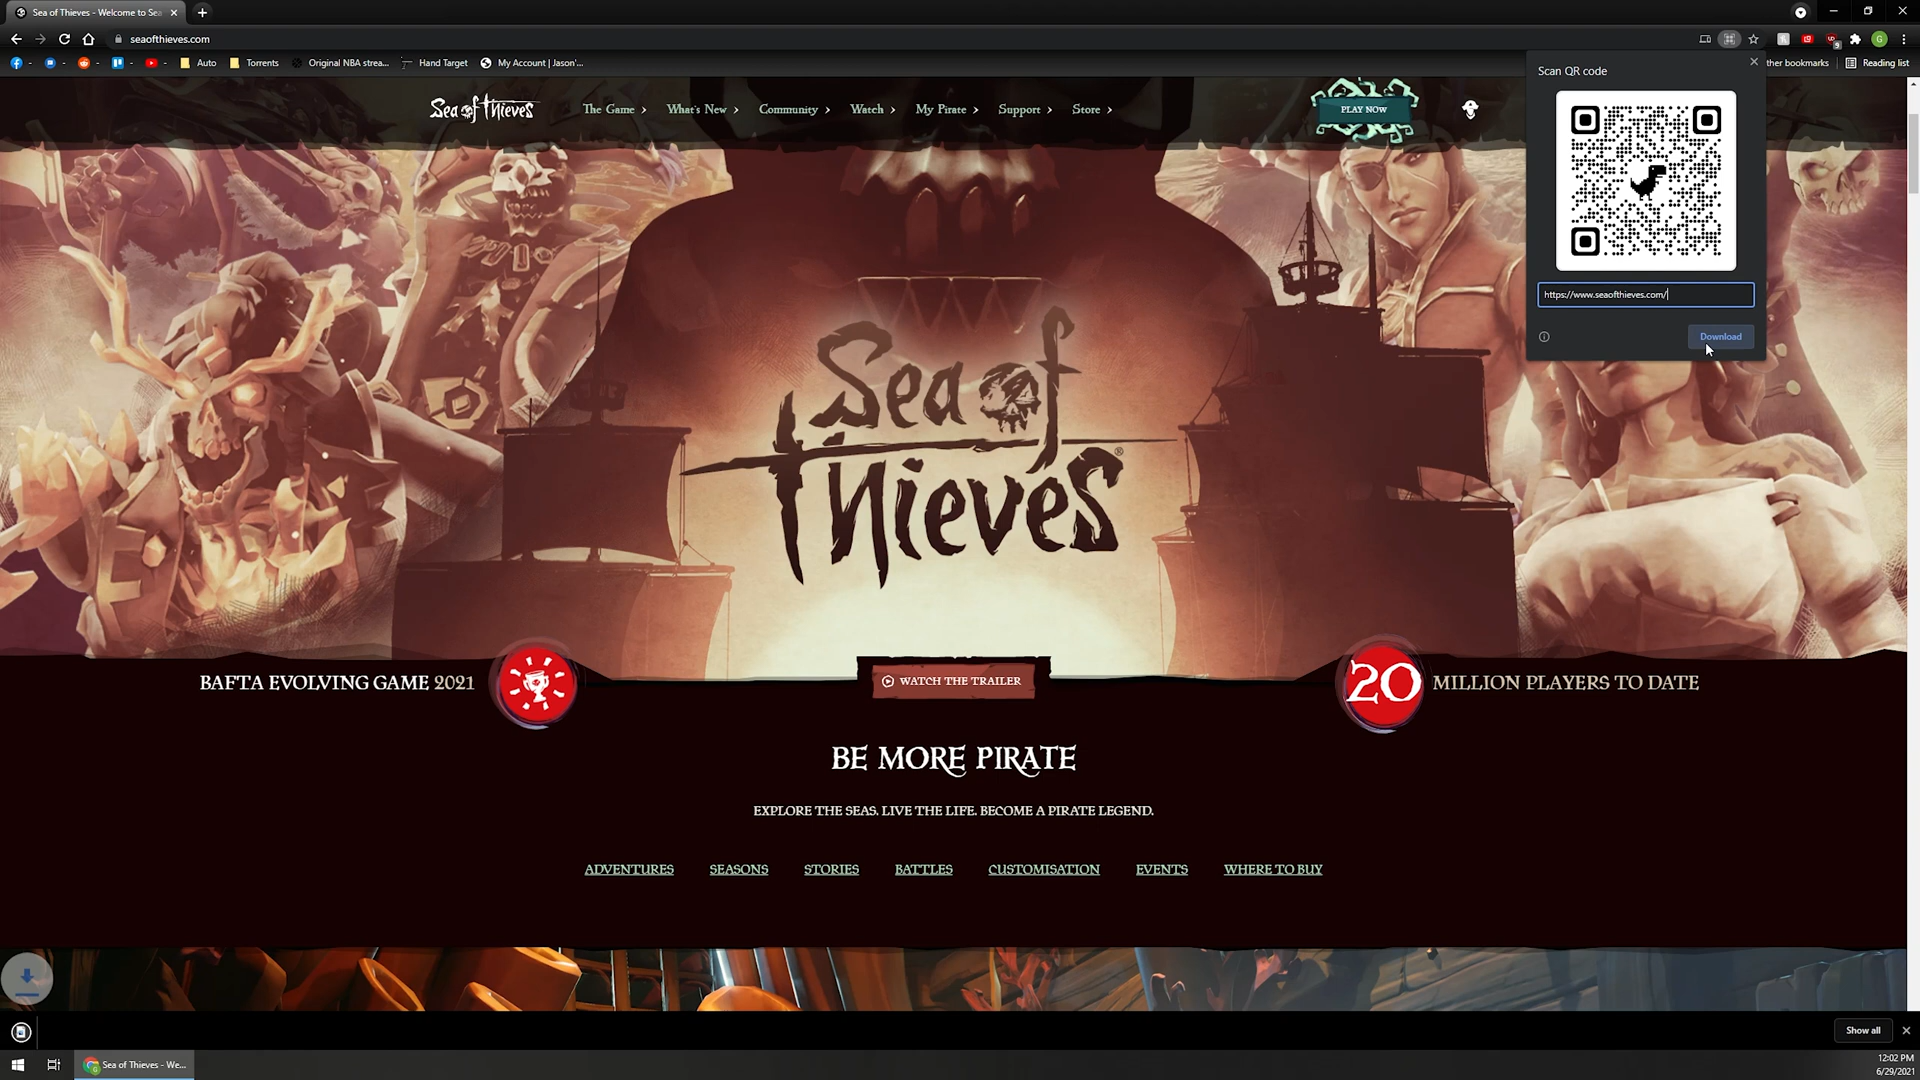 Sea of Thieves - Welcome to Sea
seaofthieves.com
Auto
Torrents
Original NBA strea...
Hand Target
My Account | Jason'...
ther bookmarks
Reading list
Sea of Thieves
The Game
What's New
Community
Watch
My Pirate
Support
Store
PLAY NOW
Scan QR code
https://www.seaofthieves.com/
Download
Sea of
Thieves®
BAFTA EVOLVING GAME 2021
WATCH THE TRAILER
20 MILLION PLAYERS TO DATE
BE MORE PIRATE
EXPLORE THE SEAS. LIVE THE LIFE. BECOME A PIRATE LEGEND.
ADVENTURES
SEASONS
STORIES
BATTLES
CUSTOMISATION
EVENTS
WHERE TO BUY
Show all
Sea of Thieves - We...
12:02 PM
6/29/2021